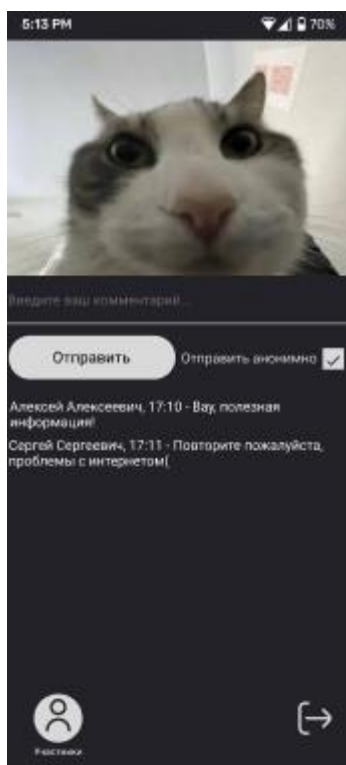 5:13 PM
70%
Введите ваш комментарий...
Отправить
Отправить анонимно
Алексей Алексеевич, 17:10 - Вау, полезная
информация!
Сергей Сергеевич, 17:11 - Повторите пожалуйста,
проблемы с интернетом(
Участники